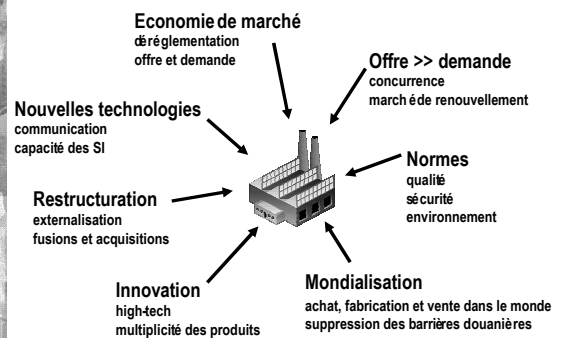 Economie de marché
déréglementation
offre et demande
Offre >> demande
concurrence
marché de renouvellement
Nouvelles technologies
communication
capacité des SI
Normes
qualité
sécurité
environnement
Restructuration
externalisation
fusions et acquisitions
Innovation
high-tech
multiplicité des produits
Mondialisation
achat, fabrication et vente dans le monde
suppression des barrières douanières